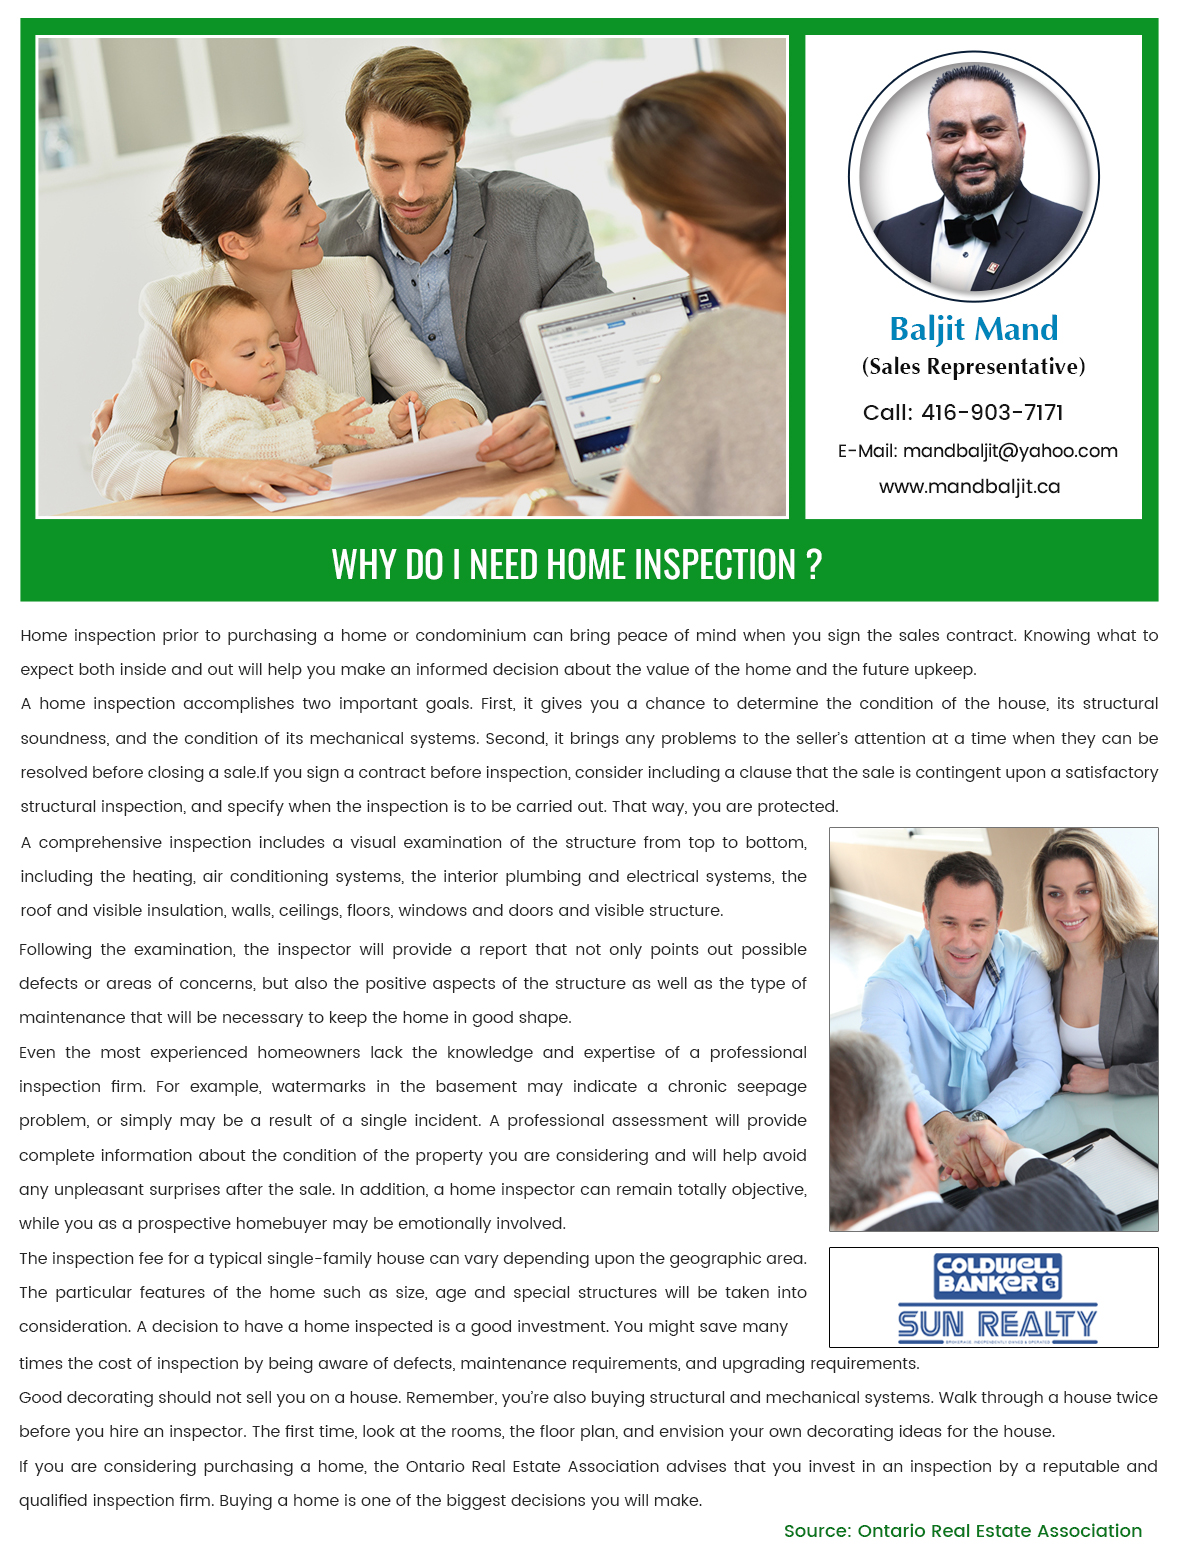 Baljit Mand
(Sales Representative)
Call: 416-903-7171
E-Mail: mandbaljit@yahoo.com
www.mandbaljit.ca
WHY DO I NEED HOME INSPECTION ?
Home inspection prior to purchasing a home or condominium can bring peace of mind when you sign the sales contract. Knowing what to
expect both inside and out will help you make an informed decision about the value of the home and the future upkeep.
A home inspection accomplishes two important goals. First, it gives you a chance to determine the condition of the house, its structural
soundness, and the condition of its mechanical systems. Second, it brings any problems to the seller's attention at a time when they can be
resolved before closing a sale.If you sign a contract before inspection, consider including a clause that the sale is contingent upon a satisfactory
structural inspection, and specify when the inspection is to be carried out. That way, you are protected.
A comprehensive inspection includes a visual examination of the structure from top to bottom,
including the heating, air conditioning systems, the interior plumbing and electrical systems, the
roof and visible insulation, walls, ceilings, floors, windows and doors and visible structure.
Following the examination, the inspector will provide a report that not only points out possible
defects or areas of concerns, but also the positive aspects of the structure as well as the type of
maintenance that will be necessary to keep the home in good shape.
Even the most experienced homeowners lack the knowledge and expertise of a professional
inspection firm. For example, watermarks in the basement may indicate a chronic seepage
problem, or simply may be a result of a single incident. A professional assessment will provide
complete information about the condition of the property you are considering and will help avoid
any unpleasant surprises after the sale. In addition, a home inspector can remain totally objective,
while you as a prospective homebuyer may be emotionally involved.
The inspection fee for a typical single-family house can vary depending upon the geographic area.
The particular features of the home such as size, age and special structures will be taken into
consideration. A decision to have a home inspected is a good investment. You might save many
times the cost of inspection by being aware of defects, maintenance requirements, and upgrading requirements.
COLDWELL
BANKER
SUN REALTY
BROKERAGE, INDEPENDENTLY OWNED & OPERATED
Good decorating should not sell you on a house. Remember, you're also buying structural and mechanical systems. Walk through a house twice
before you hire an inspector. The first time, look at the rooms, the floor plan, and envision your own decorating ideas for the house.
If you are considering purchasing a home, the Ontario Real Estate Association advises that you invest in an inspection by a reputable and
qualified inspection firm. Buying a home is one of the biggest decisions you will make.
Source: Ontario Real Estate Association